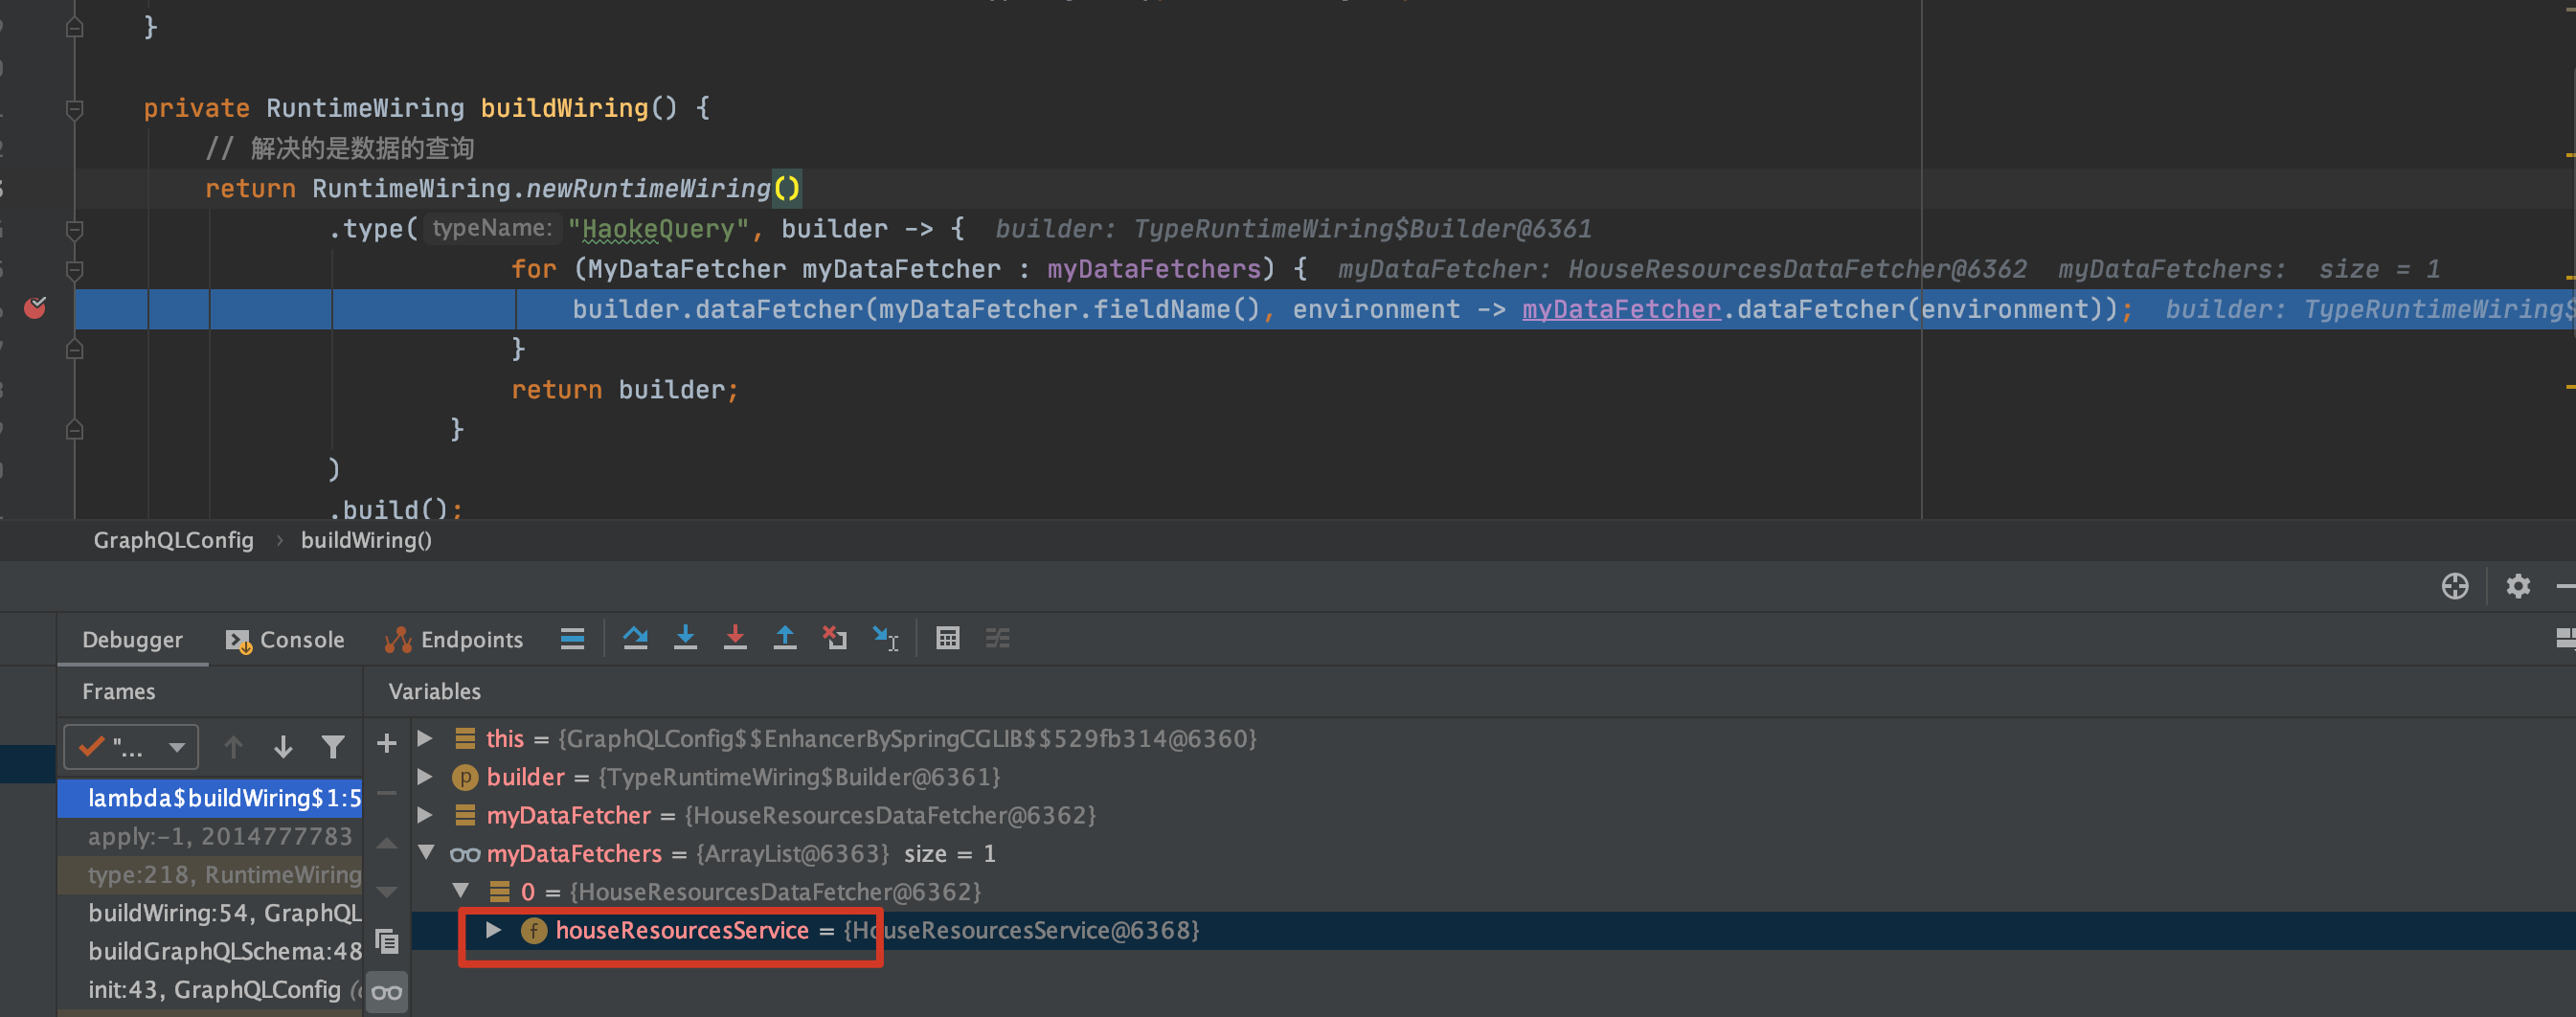 }
private RuntimeWiring buildWiring() {
// 解决的是数据的查询
return RuntimeWiring.newRuntimeWiring()
.type( typeName: "HaokeQuery", builder -> { builder: TypeRuntimeWiring$Builder@6361
for (MyDataFetcher myDataFetcher : myDataFetchers) { myDataFetcher: HouseResourcesDataFetcher@6362 myDataFetchers: size = 1
builder.dataFetcher(myDataFetcher.fieldName(), environment -> myDataFetcher.dataFetcher(environment)); builder: TypeRuntimeWiring$
}
return builder;
}
)
.build();
GraphQLConfig › buildWiring()
Debugger Console Endpoints
Frames Variables
"...
this = {GraphQLConfig$$EnhancerBySpringCGLIB$$529fb314@6360}
builder = {TypeRuntimeWiring$Builder@6361}
myDataFetcher = {HouseResourcesDataFetcher@6362}
myDataFetchers = {ArrayList@6363} size = 1
0 = {HouseResourcesDataFetcher@6362}
houseResourcesService = {HouseResourcesService@6368}
lambda$buildWiring$1:5
apply:-1, 2014777783
type:218, RuntimeWiring
buildWiring:54, GraphQL
buildGraphQLSchema:48
init:43, GraphQLConfig